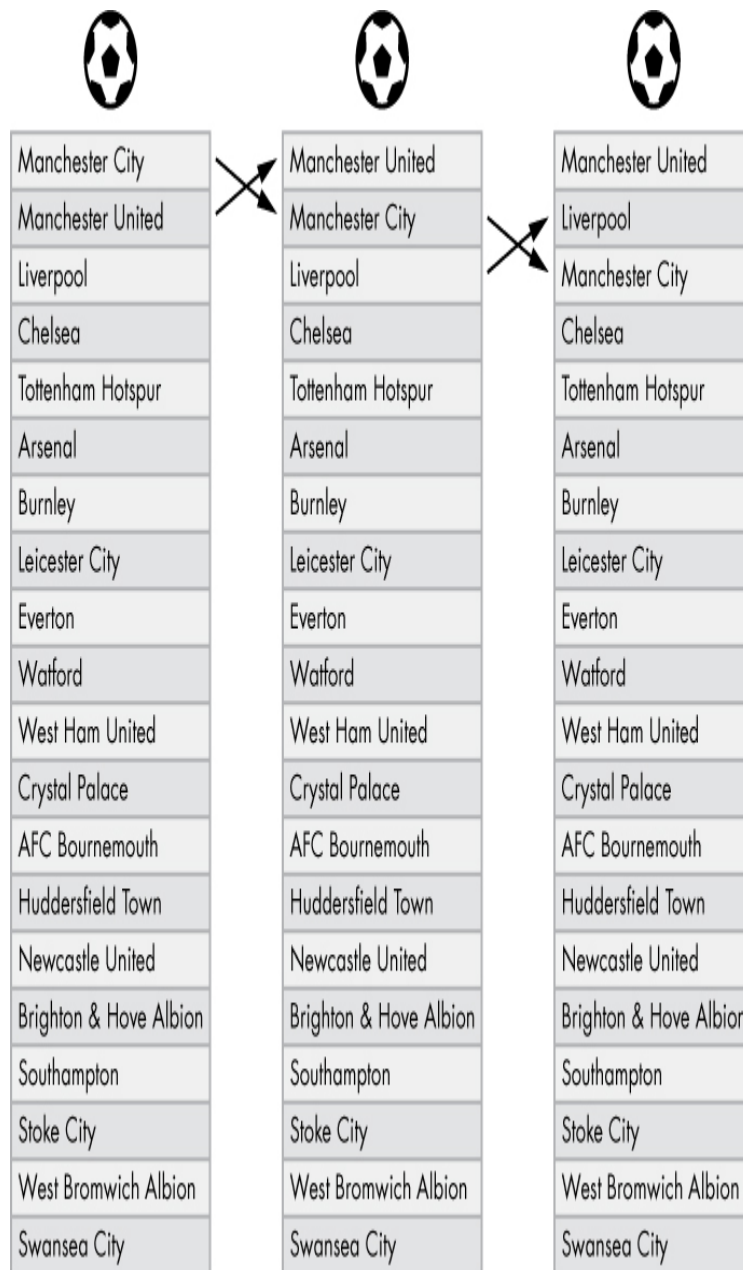 Manchester City
Manchester United
Liverpool
Chelsea
Tottenham Hotspur
Arsenal
Burnley
Leicester City
Everton
Watford
West Ham United
Crystal Palace
AFC Bournemouth
Huddersfield Town
Newcastle United
Brighton & Hove Albion
Southampton
Stoke City
West Bromwich Albion
Swansea City
Manchester United
Manchester City
Liverpool
Chelsea
Tottenham Hotspur
Arsenal
Burnley
Leicester City
Everton
Watford
West Ham United
Crystal Palace
AFC Bournemouth
Huddersfield Town
Newcastle United
Brighton & Hove Albion
Southampton
Stoke City
West Bromwich Albion
Swansea City
Manchester United
Liverpool
Manchester City
Chelsea
Tottenham Hotspur
Arsenal
Burnley
Leicester City
Everton
Watford
West Ham United
Crystal Palace
AFC Bournemouth
Huddersfield Town
Newcastle United
Brighton & Hove Albion
Southampton
Stoke City
West Bromwich Albion
Swansea City